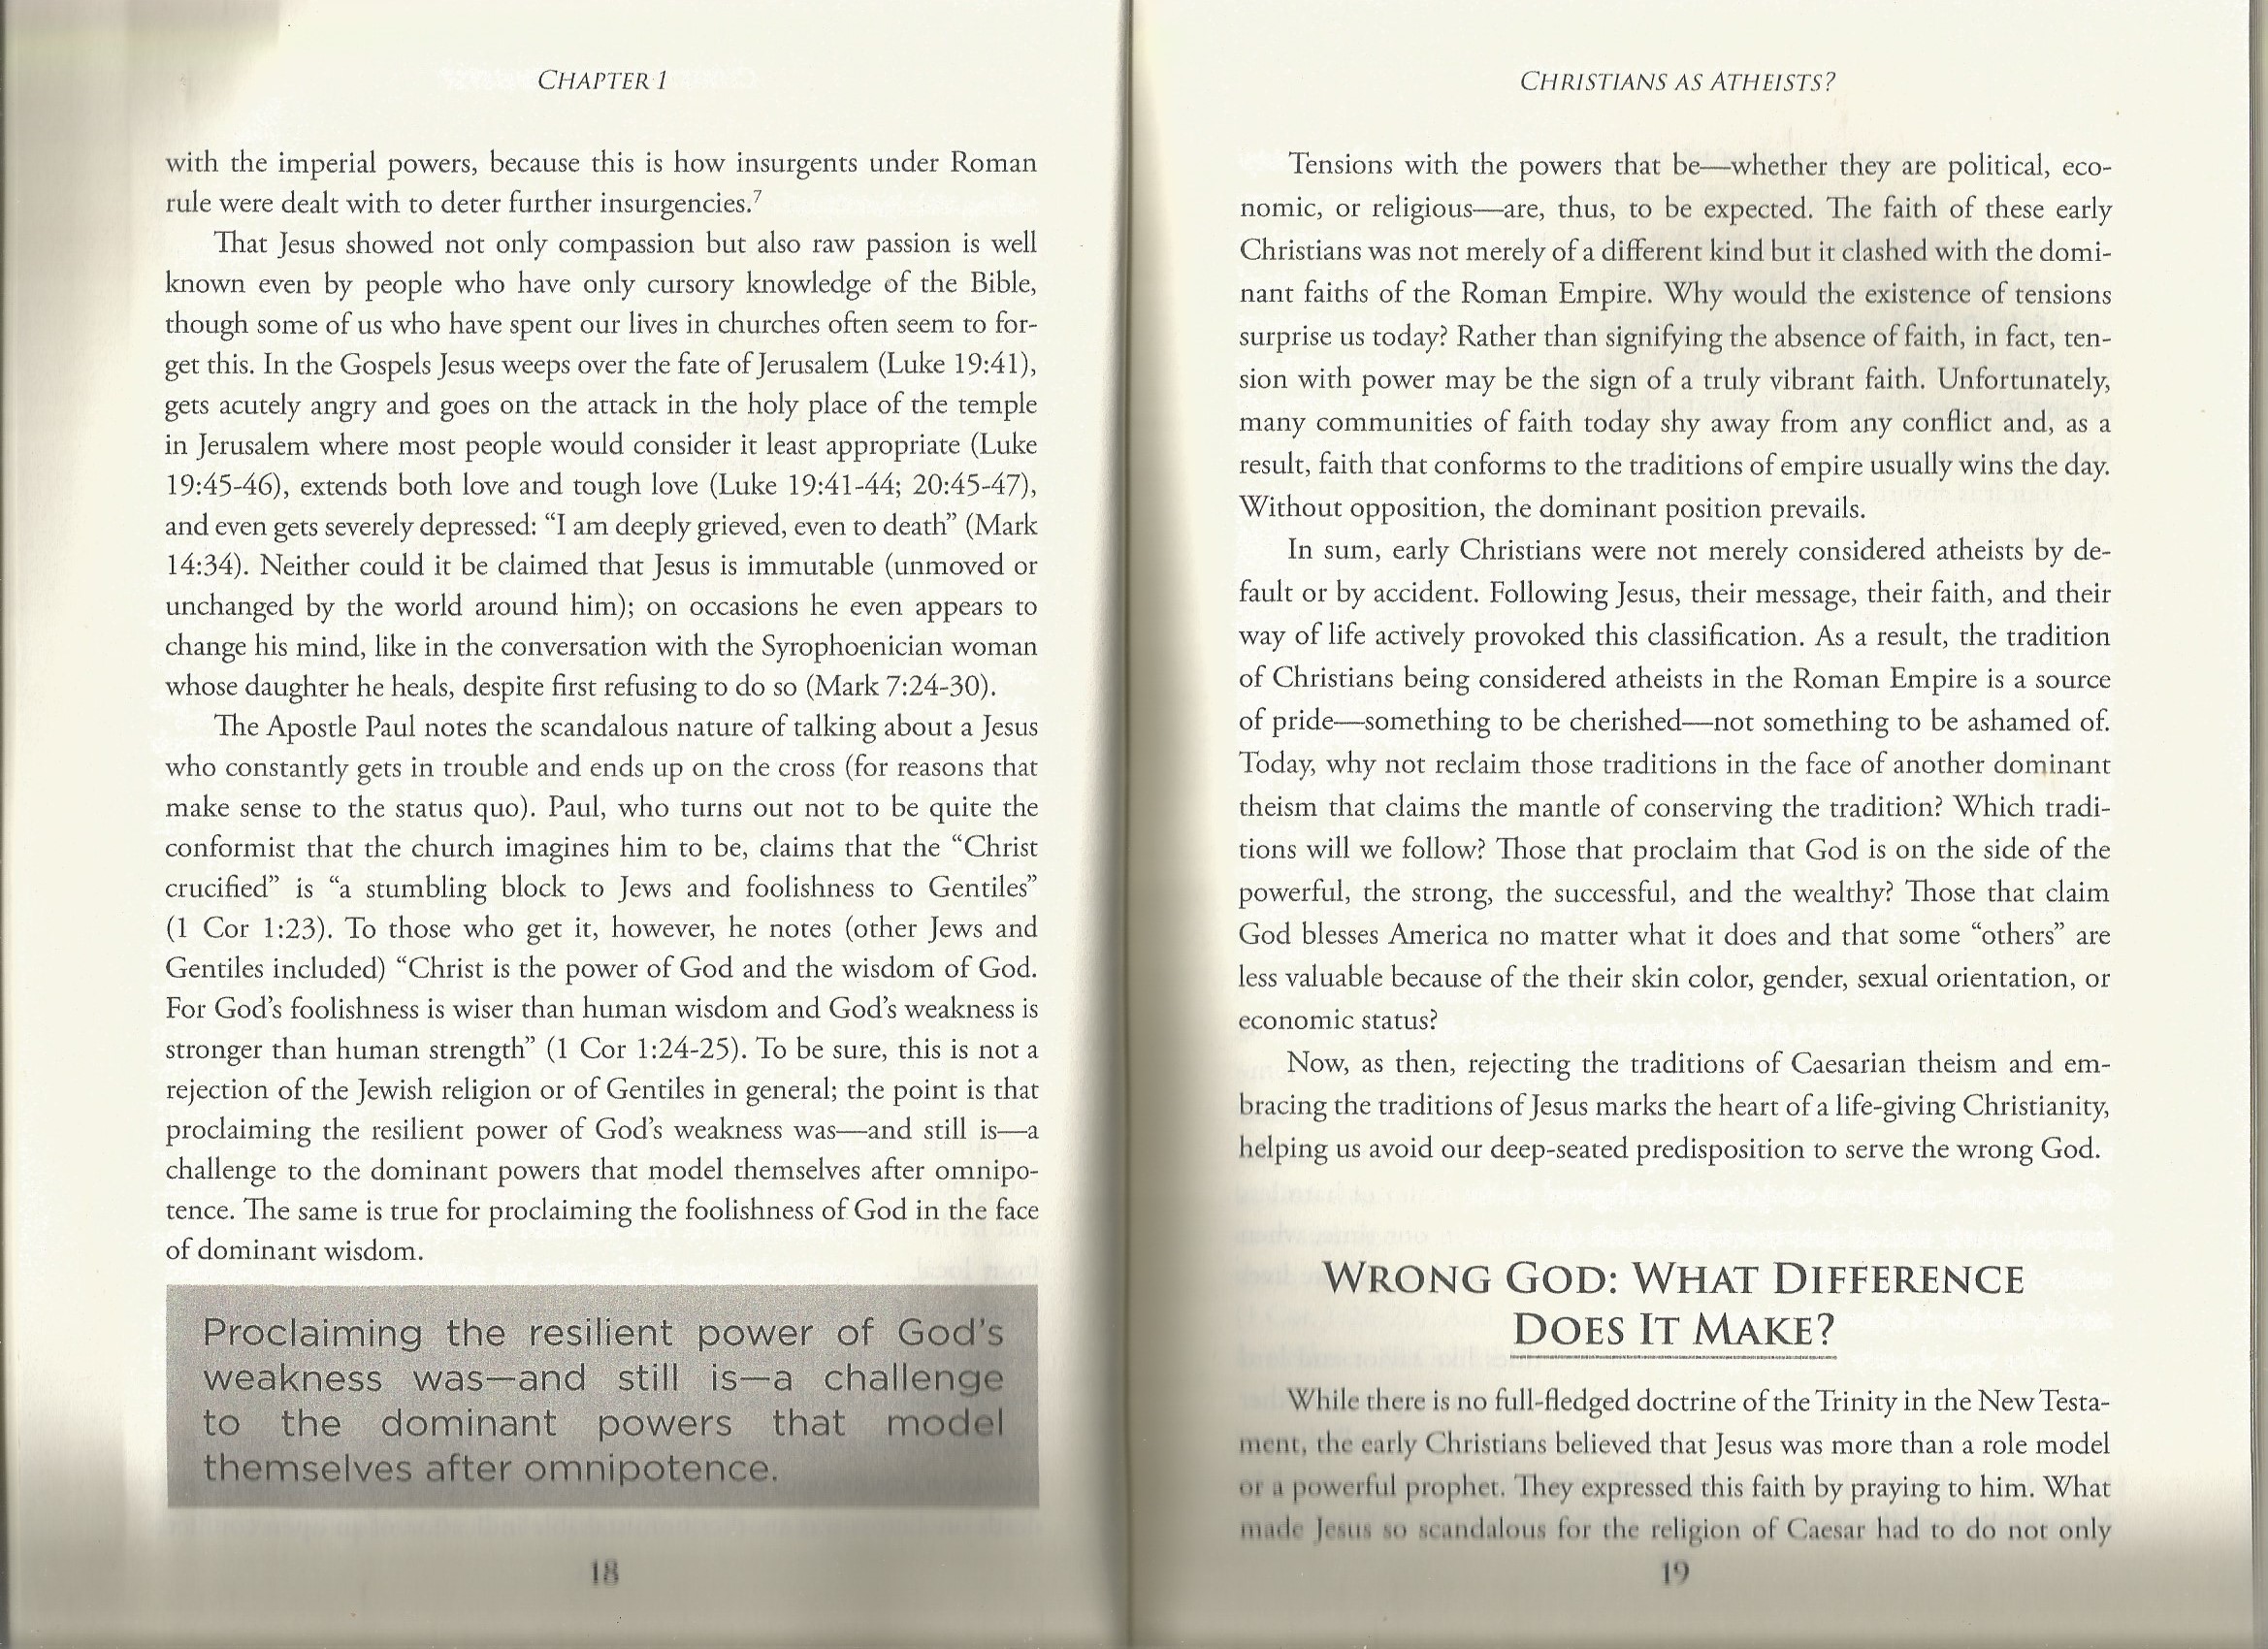 CHAPTER 1
with the imperial powers, because this is how insurgents under Roman
rule were dealt with to deter further insurgencies.7
That Jesus showed not only compassion but also raw passion is well
known even by people who have only cursory knowledge of the Bible,
though some of us who have spent our lives in churches often seem to for-
get this. In the Gospels Jesus weeps over the fate of Jerusalem (Luke 19:41),
gets acutely angry and goes on the attack in the holy place of the temple
in Jerusalem where most people would consider it least appropriate (Luke
19:45-46), extends both love and tough love (Luke 19:41-44; 20:45-47),
and even gets severely depressed: “I am deeply grieved, even to death” (Mark
14:34). Neither could it be claimed that Jesus is immutable (unmoved or
unchanged by the world around him); on occasions he even appears to
change his mind, like in the conversation with the Syrophoenician woman
whose daughter he heals, despite first refusing to do so (Mark 7:24-30).
The Apostle Paul notes the scandalous nature of talking about a Jesus
who constantly gets in trouble and ends up on the cross (for reasons that
make sense to the status quo). Paul, who turns out not to be quite the
conformist that the church imagines him to be, claims that the “Christ
crucified” is “a stumbling block to Jews and foolishness to Gentiles”
(1 Cor 1:23). To those who get it, however, he notes (other Jews and
Gentiles included) “Christ is the power of God and the wisdom of God.
For God’s foolishness is wiser than human wisdom and God’s weakness is
stronger than human strength” (1 Cor 1:24-25). To be sure, this is not a
rejection of the Jewish religion or of Gentiles in general; the point is that
proclaiming the resilient power of God’s weakness was—and still is—a
challenge to the dominant powers that model themselves after omnipo-
tence. The same is true for proclaiming the foolishness of God in the face
of dominant wisdom.
Proclaiming the resilient power of God’s
weakness was—and still is—a challenge
to the dominant powers that model
themselves after omnipotence.
18
CHRISTIANS AS ATHEISTS?
Tensions with the powers that be—whether they are political, eco-
nomic, or religious—are, thus, to be expected. The faith of these early
Christians was not merely of a different kind but it clashed with the domi-
nant faiths of the Roman Empire. Why would the existence of tensions
surprise us today? Rather than signifying the absence of faith, in fact, ten-
sion with power may be the sign of a truly vibrant faith. Unfortunately,
many communities of faith today shy away from any conflict and, as a
result, faith that conforms to the traditions of empire usually wins the day.
Without opposition, the dominant position prevails.
In sum, early Christians were not merely considered atheists by de-
fault or by accident. Following Jesus, their message, their faith, and their
way of life actively provoked this classification. As a result, the tradition
of Christians being considered atheists in the Roman Empire is a source
of pride—something to be cherished—not something to be ashamed of.
Today, why not reclaim those traditions in the face of another dominant
theism that claims the mantle of conserving the tradition? Which tradi-
tions will we follow? Those that proclaim that God is on the side of the
powerful, the strong, the successful, and the wealthy? Those that claim
God blesses America no matter what it does and that some “others” are
less valuable because of the their skin color, gender, sexual orientation, or
economic status?
Now, as then, rejecting the traditions of Caesarian theism and em-
bracing the traditions of Jesus marks the heart of a life-giving Christianity,
helping us avoid our deep-seated predisposition to serve the wrong God.
WRONG GOD: WHAT DIFFERENCE
DOES IT MAKE?
While there is no full-fledged doctrine of the Trinity in the New Testa-
ment, the early Christians believed that Jesus was more than a role model
or a powerful prophet. They expressed this faith by praying to him. What
made Jesus so scandalous for the religion of Caesar had to do not only
19